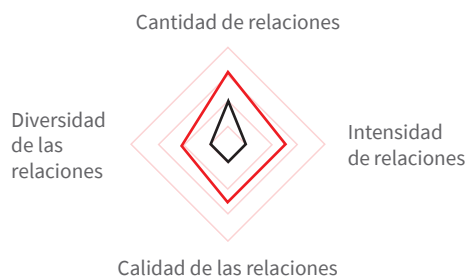 Cantidad de relaciones
Diversidad
de las
relaciones
Intensidad
de relaciones
Calidad de las relaciones